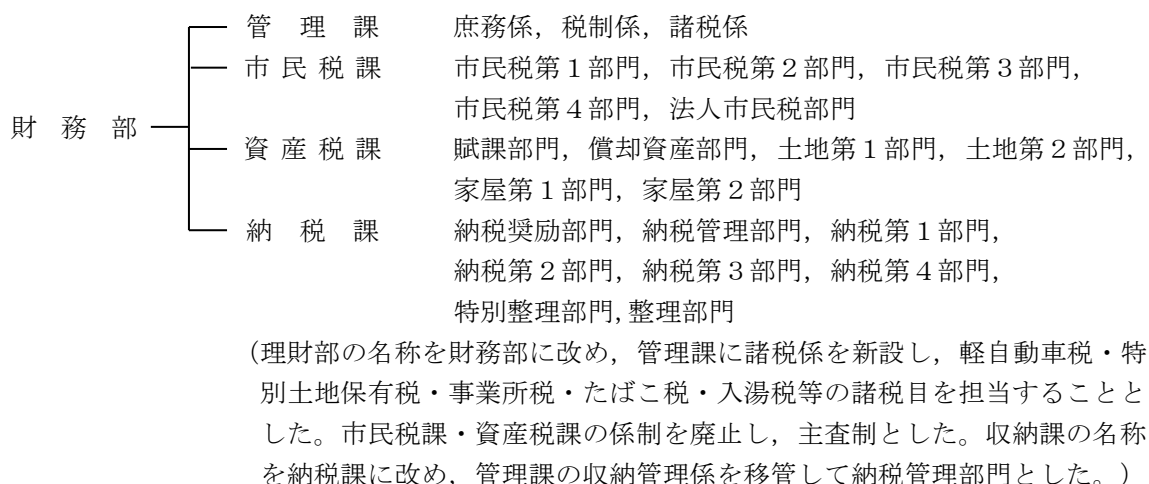 管理課　庶務係，税制係，諸税係
市民税課　市民税第１部門，市民税第２部門，市民税第３部門，
市民税第４部門，法人市民税部門
財務部
資産税課　賦課部門，償却資産部門，土地第１部門，土地第２部門，
家屋第１部門，家屋第２部門
納税課　納税奨励部門，納税管理部門，納税第１部門，
納税第２部門，納税第３部門，納税第４部門，
特別整理部門,整理部門
（理財部の名称を財務部に改め，管理課に諸税係を新設し，軽自動車税・特
別土地保有税・事業所税・たばこ税・入湯税等の諸税目を担当することと
した。市民税課・資産税課の係制を廃止し，主査制とした。収納課の名称
を納税課に改め，管理課の収納管理係を移管して納税管理部門とした。）